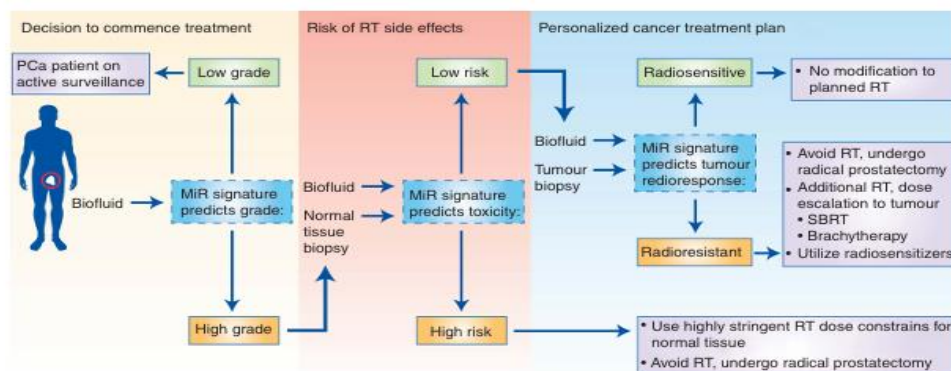 Decision to commence treatment
Risk of RT side effects
Personalized cancer treatment plan
PCa patient on
active surveillance
Low grade
Low risk
Radiosensitive
• No modification to
planned RT
Biofluid
MiR signature
predicts grade:
Biofluid
Normal
tissue
biopsy
MiR signature
predicts toxicity:
Biofluid
Tumour
biopsy
MiR signature
predicts tumour
redioresponse:
• Avoid RT, undergo
radical prostatectomy
• Additional RT, dose
escalation to tumour
• SBRT
• Brachytherapy
• Utilize radiosensitizers
Radioresistant
High grade
High risk
• Use highly stringent RT dose constrains for
normal tissue
• Avoid RT, undergo radical prostatectomy